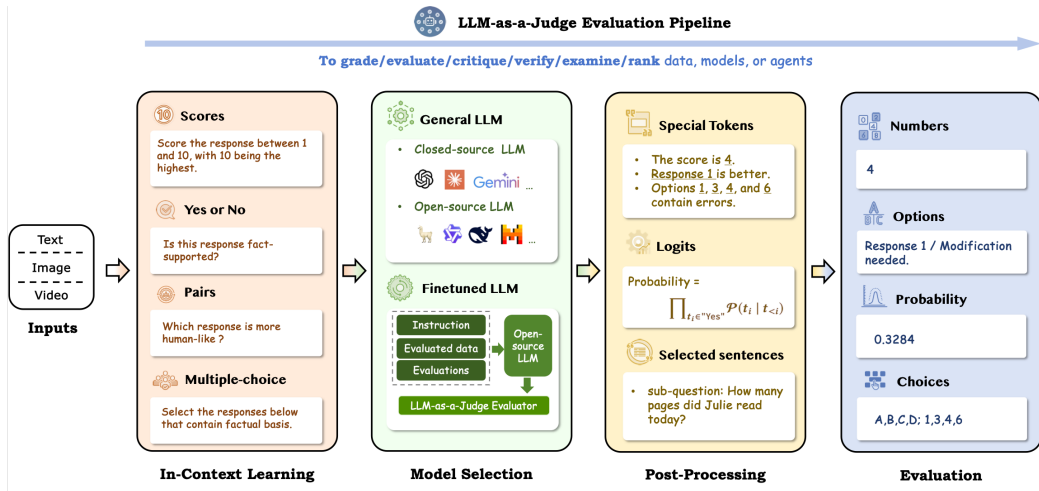 LLM-as-a-Judge Evaluation Pipeline
To grade/evaluate/critique/verify/examine/rank data, models, or agents
Text
Image
Video
Inputs
10
Scores
Score the response between 1
and 10, with 10 being the
highest.
Yes or No
Is this response fact-
supported?
Pairs
Which response is more
human-like ?
Multiple-choice
Select the responses below
that contain factual basis.
In-Context Learning
General LLM
• Closed-source LLM
Gemini ...
• Open-source LLM
...
Finetuned LLM
Instruction
Evaluated data
Evaluations
Open-
source
LLM
LLM-as-a-Judge Evaluator
Model Selection
Special Tokens
• The score is 4.
• Response 1 is better.
• Options 1, 3, 4, and 6
contain errors.
Logits
Probability =
∏ t_i∈"Yes" 𝒫(t_i | t_<i)
Selected sentences
• sub-question: How many
pages did Julie read
today?
Post-Processing
Numbers
4
A
B C
Options
Response 1 / Modification
needed.
Probability
0.3284
Choices
A,B,C,D; 1,3,4,6
Evaluation